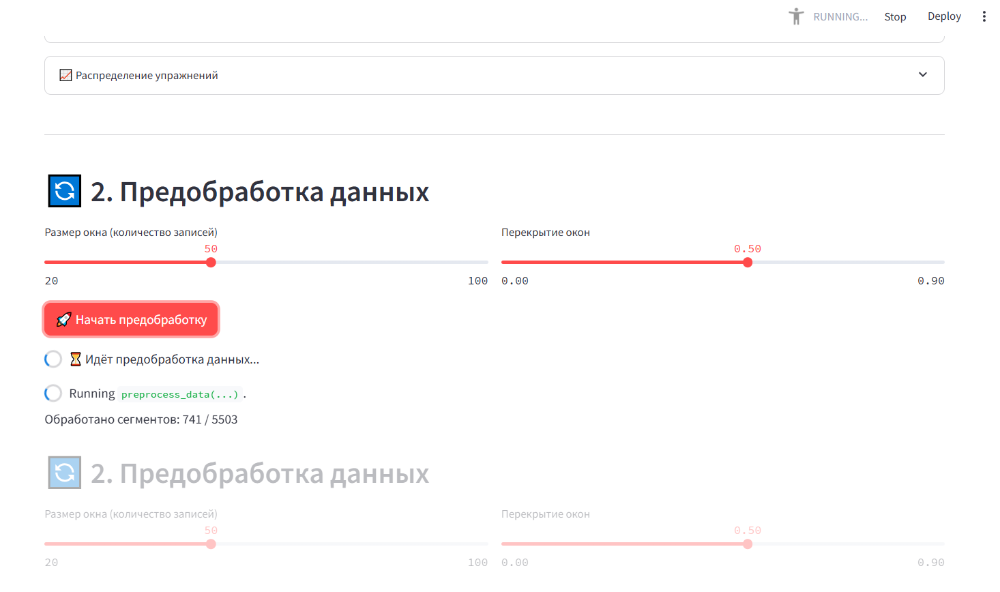 RUNNING... Stop Deploy
Распределение упражнений
2. Предобработка данных
Размер окна (количество записей) Перекрытие окон
50 0.50
20 100 0.00 0.90
Начать предобработку
Идёт предобработка данных...
Running preprocess_data(...) .
Обработано сегментов: 741 / 5503
2. Предобработка данных
Размер окна (количество записей) Перекрытие окон
50 0.50
20 100 0.00 0.90